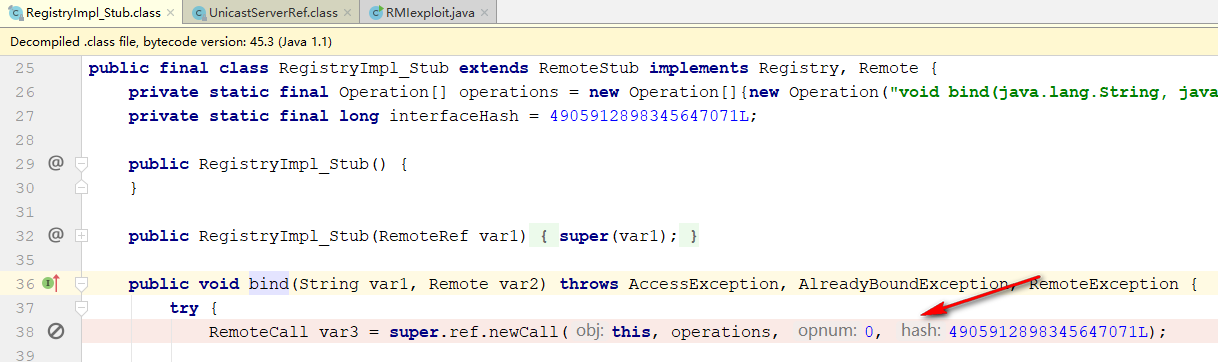 RegistryImpl_Stub.class × UnicastServerRef.class × RMIexploit.java ×
Decompiled .class file, bytecode version: 45.3 (Java 1.1)
25 public final class RegistryImpl_Stub extends RemoteStub implements Registry, Remote {
26 private static final Operation[] operations = new Operation[]{new Operation("void bind(java.lang.String, java
27 private static final long interfaceHash = 4905912898345647071L;
28
29 @ public RegistryImpl_Stub() {
30 }
31
32 @ public RegistryImpl_Stub(RemoteRef var1) { super(var1); }
35
36 public void bind(String var1, Remote var2) throws AccessException, AlreadyBoundException, RemoteException {
37 try {
38 RemoteCall var3 = super.ref.newCall( obj: this, operations, opnum: 0, hash: 4905912898345647071L);
39